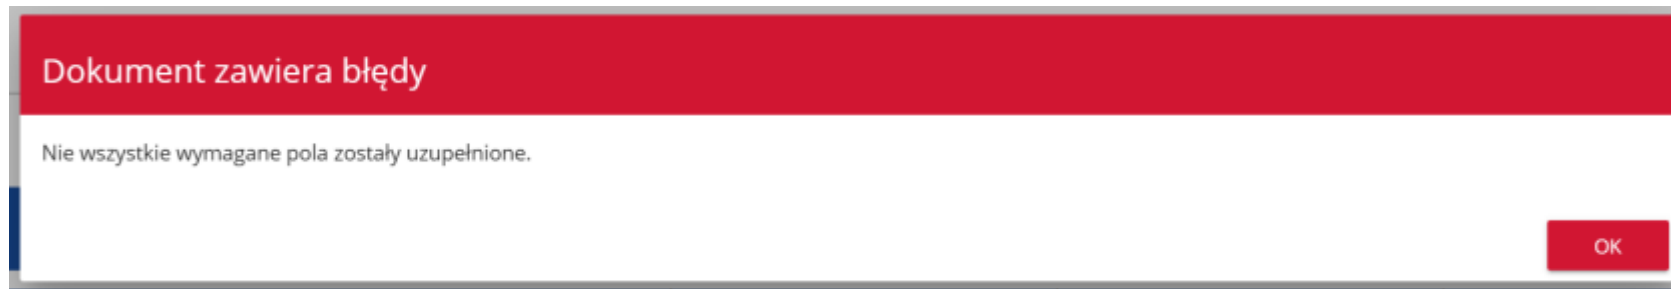 Dokument zawiera błędy
Nie wszystkie wymagane pola zostały uzupełnione.
OK